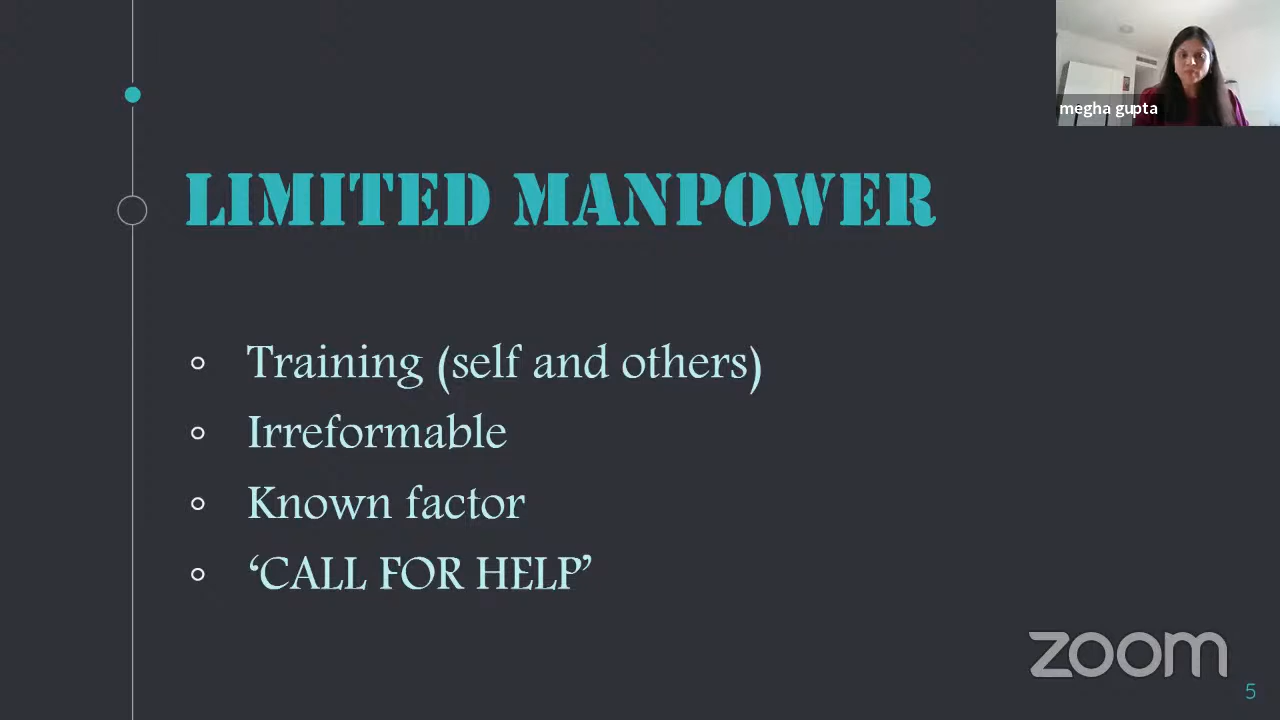 megha gupta
LIMITED MANPOWER
Training (self and others)
Irreformable
Known factor
‘CALL FOR HELP’
zoom
5